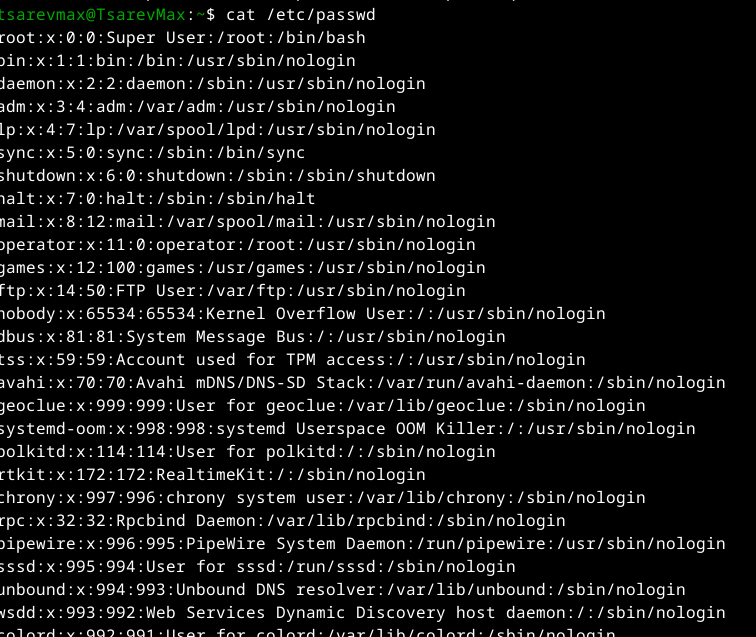 tsarevmax@TsarevMax:~$ cat /etc/passwd
root:x:0:0:Super User:/root:/bin/bash
bin:x:1:1:bin:/bin:/usr/sbin/nologin
daemon:x:2:2:daemon:/sbin:/usr/sbin/nologin
adm:x:3:4:adm:/var/adm:/usr/sbin/nologin
lp:x:4:7:lp:/var/spool/lpd:/usr/sbin/nologin
sync:x:5:0:sync:/sbin:/bin/sync
shutdown:x:6:0:shutdown:/sbin:/sbin/shutdown
halt:x:7:0:halt:/sbin:/sbin/halt
mail:x:8:12:mail:/var/spool/mail:/usr/sbin/nologin
operator:x:11:0:operator:/root:/usr/sbin/nologin
games:x:12:100:games:/usr/games:/usr/sbin/nologin
ftp:x:14:50:FTP User:/var/ftp:/usr/sbin/nologin
nobody:x:65534:65534:Kernel Overflow User:/:/usr/sbin/nologin
dbus:x:81:81:System Message Bus:/:/usr/sbin/nologin
tss:x:59:59:Account used for TPM access:/:/usr/sbin/nologin
avahi:x:70:70:Avahi mDNS/DNS-SD Stack:/var/run/avahi-daemon:/sbin/nologin
geoclue:x:999:999:User for geoclue:/var/lib/geoclue:/sbin/nologin
systemd-oom:x:998:998:systemd Userspace OOM Killer:/:/usr/sbin/nologin
polkitd:x:114:114:User for polkitd:/:/sbin/nologin
rtkit:x:172:172:RealtimeKit:/:/sbin/nologin
chrony:x:997:996:chrony system user:/var/lib/chrony:/sbin/nologin
rpc:x:32:32:Rpcbind Daemon:/var/lib/rpcbind:/sbin/nologin
pipewire:x:996:995:PipeWire System Daemon:/run/pipewire:/usr/sbin/nologin
sssd:x:995:994:User for sssd:/run/sssd:/sbin/nologin
unbound:x:994:993:Unbound DNS resolver:/var/lib/unbound:/sbin/nologin
wsdd:x:993:992:Web Services Dynamic Discovery host daemon:/:/sbin/nologin
colord:x:992:991:User for colord:/var/lib/colord:/sbin/nologin